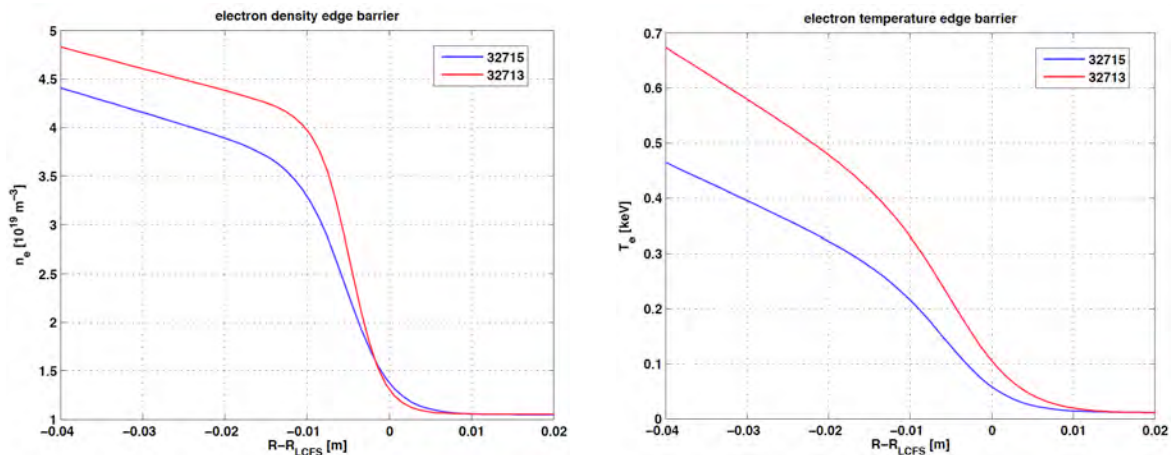 electron density edge barrier
5
4.5
4
3.5
3
2.5
2
1.5
1
n_e [10^19 m^−3]
32715
32713
−0.04 −0.03 −0.02 −0.01 0 0.01 0.02
R−R_LCFS [m]
electron temperature edge barrier
0.7
0.6
0.5
0.4
0.3
0.2
0.1
0
T_e [keV]
32715
32713
−0.04 −0.03 −0.02 −0.01 0 0.01 0.02
R−R_LCFS [m]